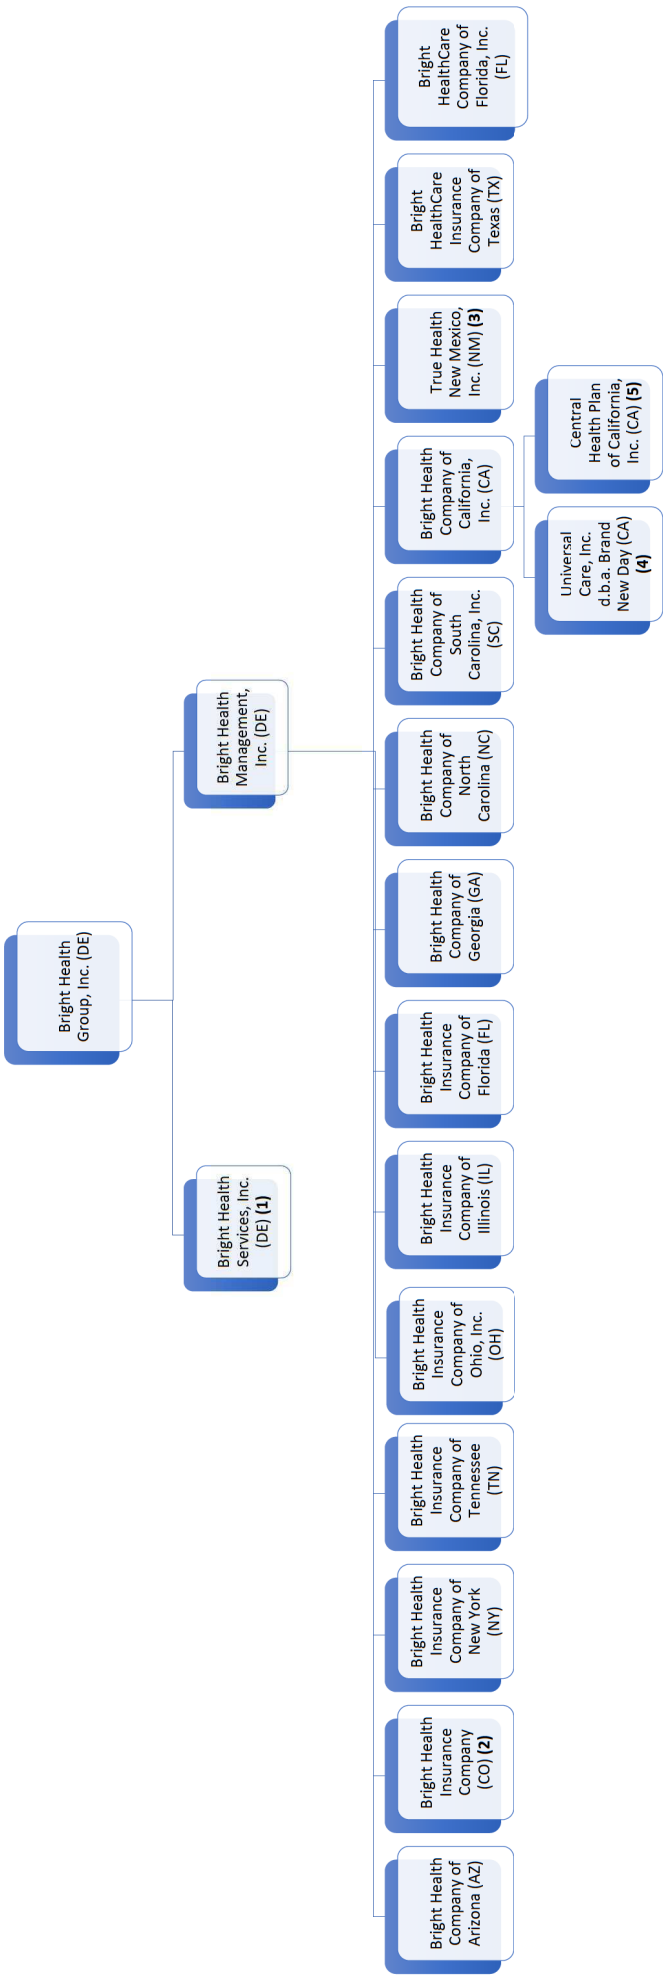 Bright Health
Group, Inc. (DE)
Bright Health
Services, Inc.
(DE) (1)
Bright Health
Management,
Inc. (DE)
Bright Health
Company of
Arizona (AZ)
Bright Health
Insurance
Company
(CO) (2)
Bright Health
Insurance
Company of
New York
(NY)
Bright Health
Insurance
Company of
Tennessee
(TN)
Bright Health
Insurance
Company of
Ohio, Inc.
(OH)
Bright Health
Insurance
Company of
Illinois (IL)
Bright Health
Insurance
Company of
Florida (FL)
Bright Health
Company of
Georgia (GA)
Bright Health
Company of
North
Carolina (NC)
Bright Health
Company of
South
Carolina, Inc.
(SC)
Bright Health
Company of
California,
Inc. (CA)
True Health
New Mexico,
Inc. (NM) (3)
Bright
HealthCare
Insurance
Company of
Texas (TX)
Bright
HealthCare
Company of
Florida, Inc.
(FL)
Universal
Care, Inc.
d.b.a. Brand
New Day (CA)
(4)
Central
Health Plan
of California,
Inc. (CA) (5)